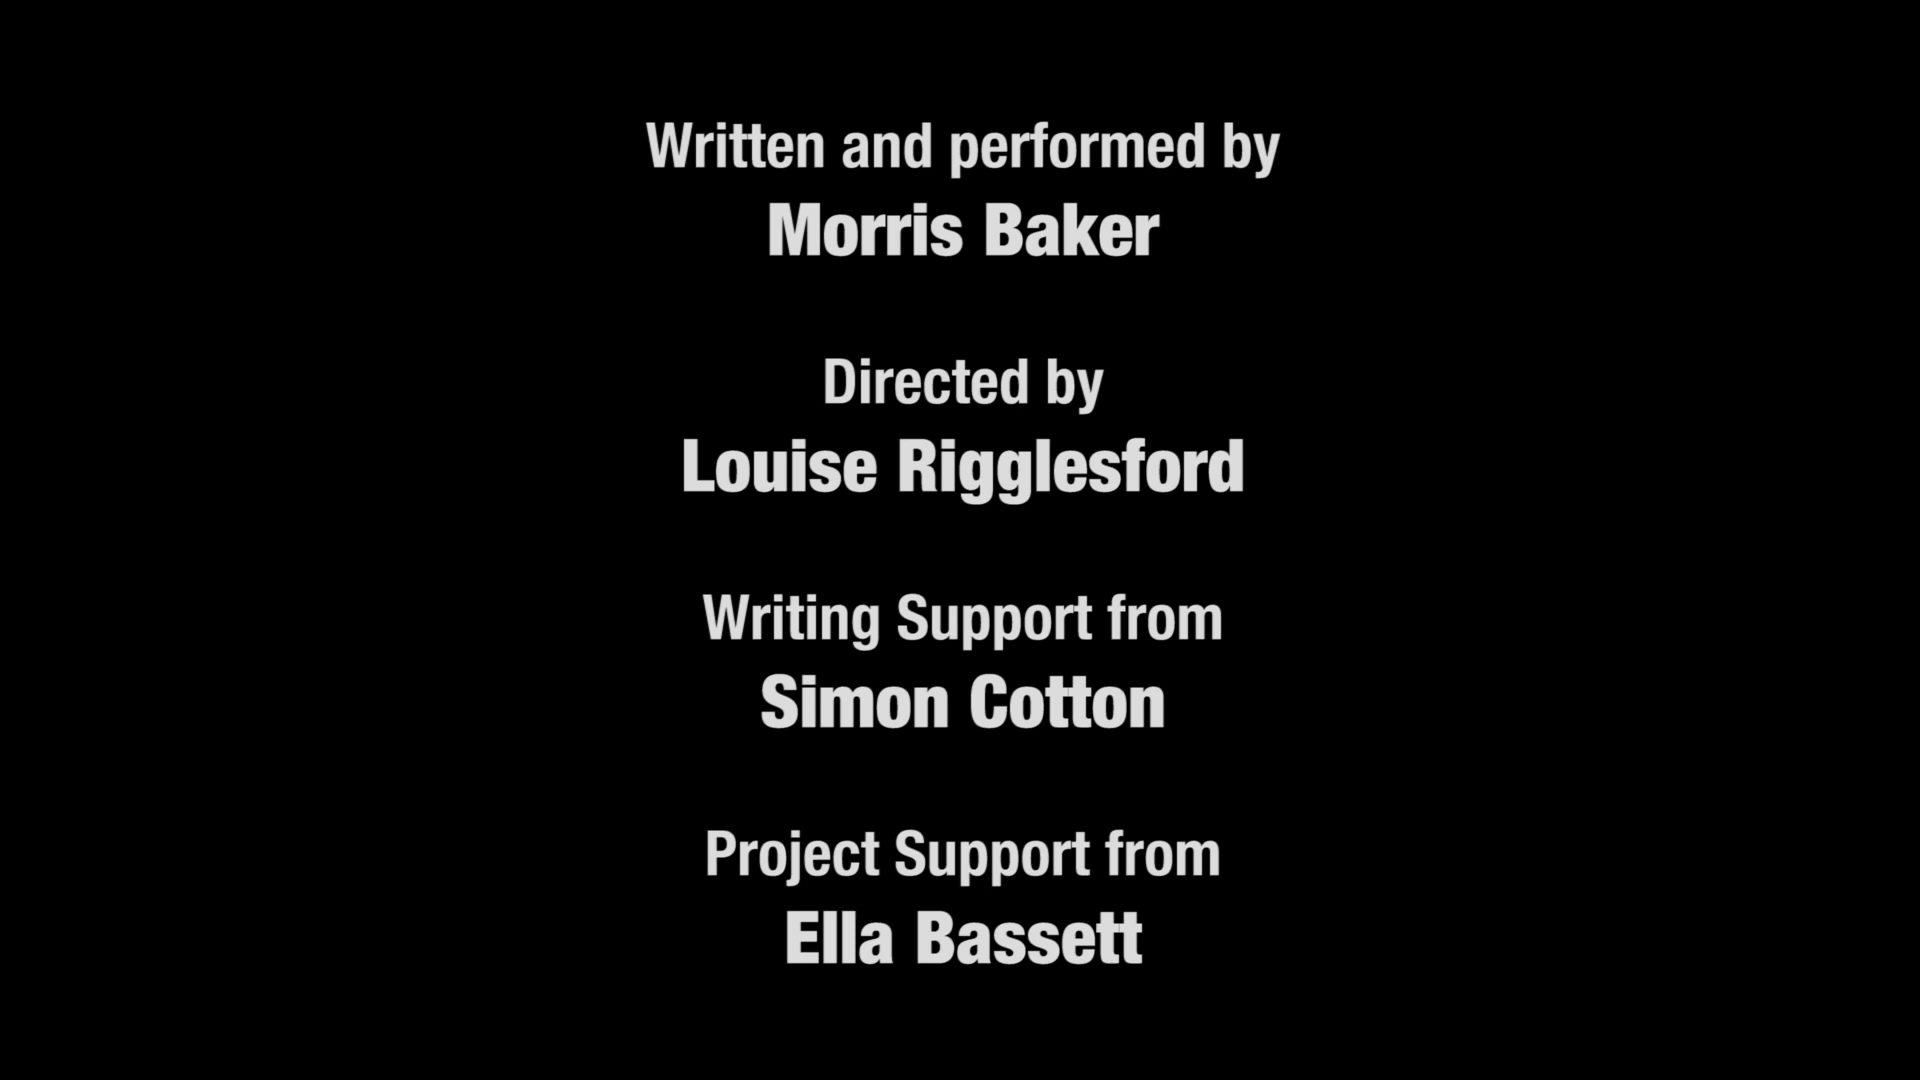 Written and performed by
Morris Baker
Directed by
Louise Rigglesford
Writing Support from
Simon Cotton
Project Support from
Ella Bassett